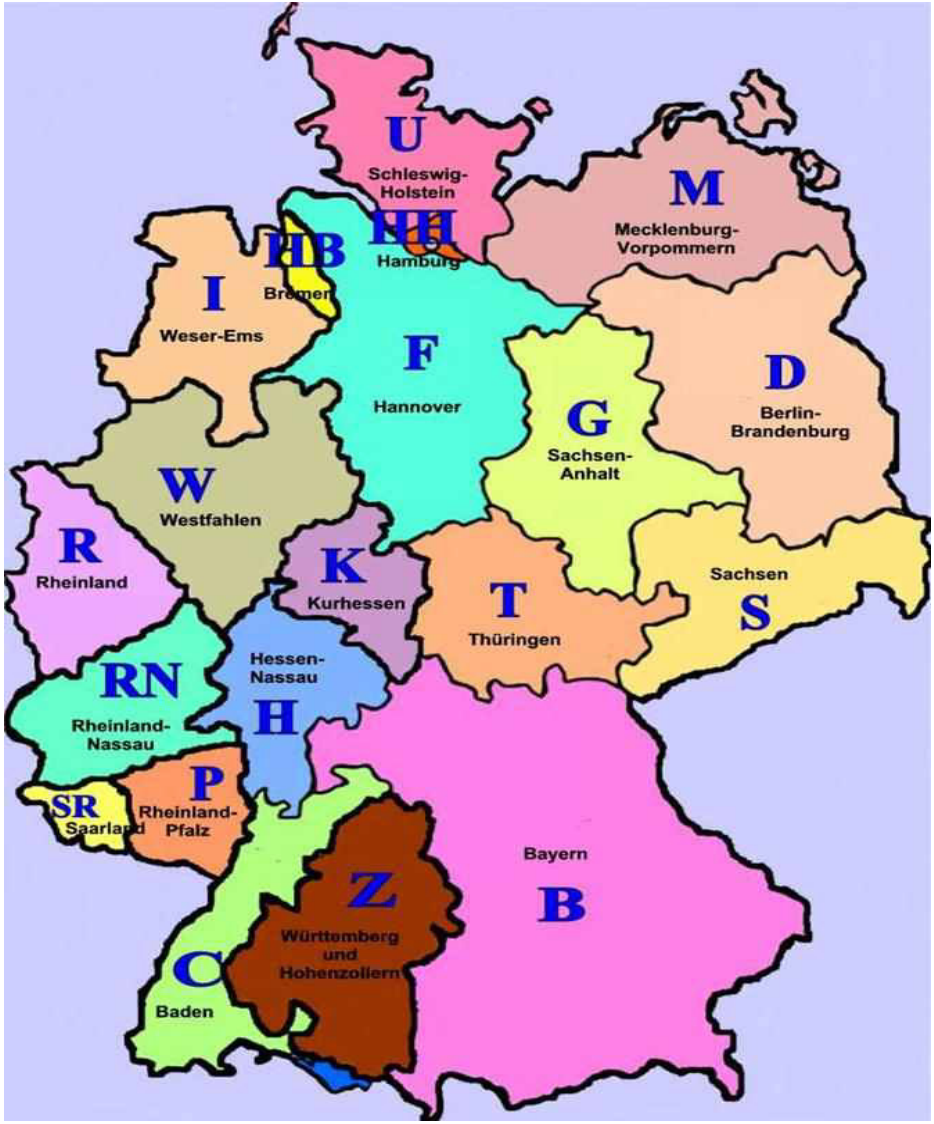 U
Schleswig-
Holstein
M
Mecklenburg-
Vorpommern
HH
Hamburg
HB
Bremen
I
Weser-Ems
F
Hannover
D
Berlin-
Brandenburg
G
Sachsen-
Anhalt
W
Westfahlen
R
Rheinland
K
Kurhessen
T
Thüringen
Sachsen
S
RN
Rheinland-
Nassau
Hessen-
Nassau
H
SR
Saarland
P
Rheinland-
Pfalz
Bayern
B
Z
Württemberg
und
Hohenzollern
C
Baden